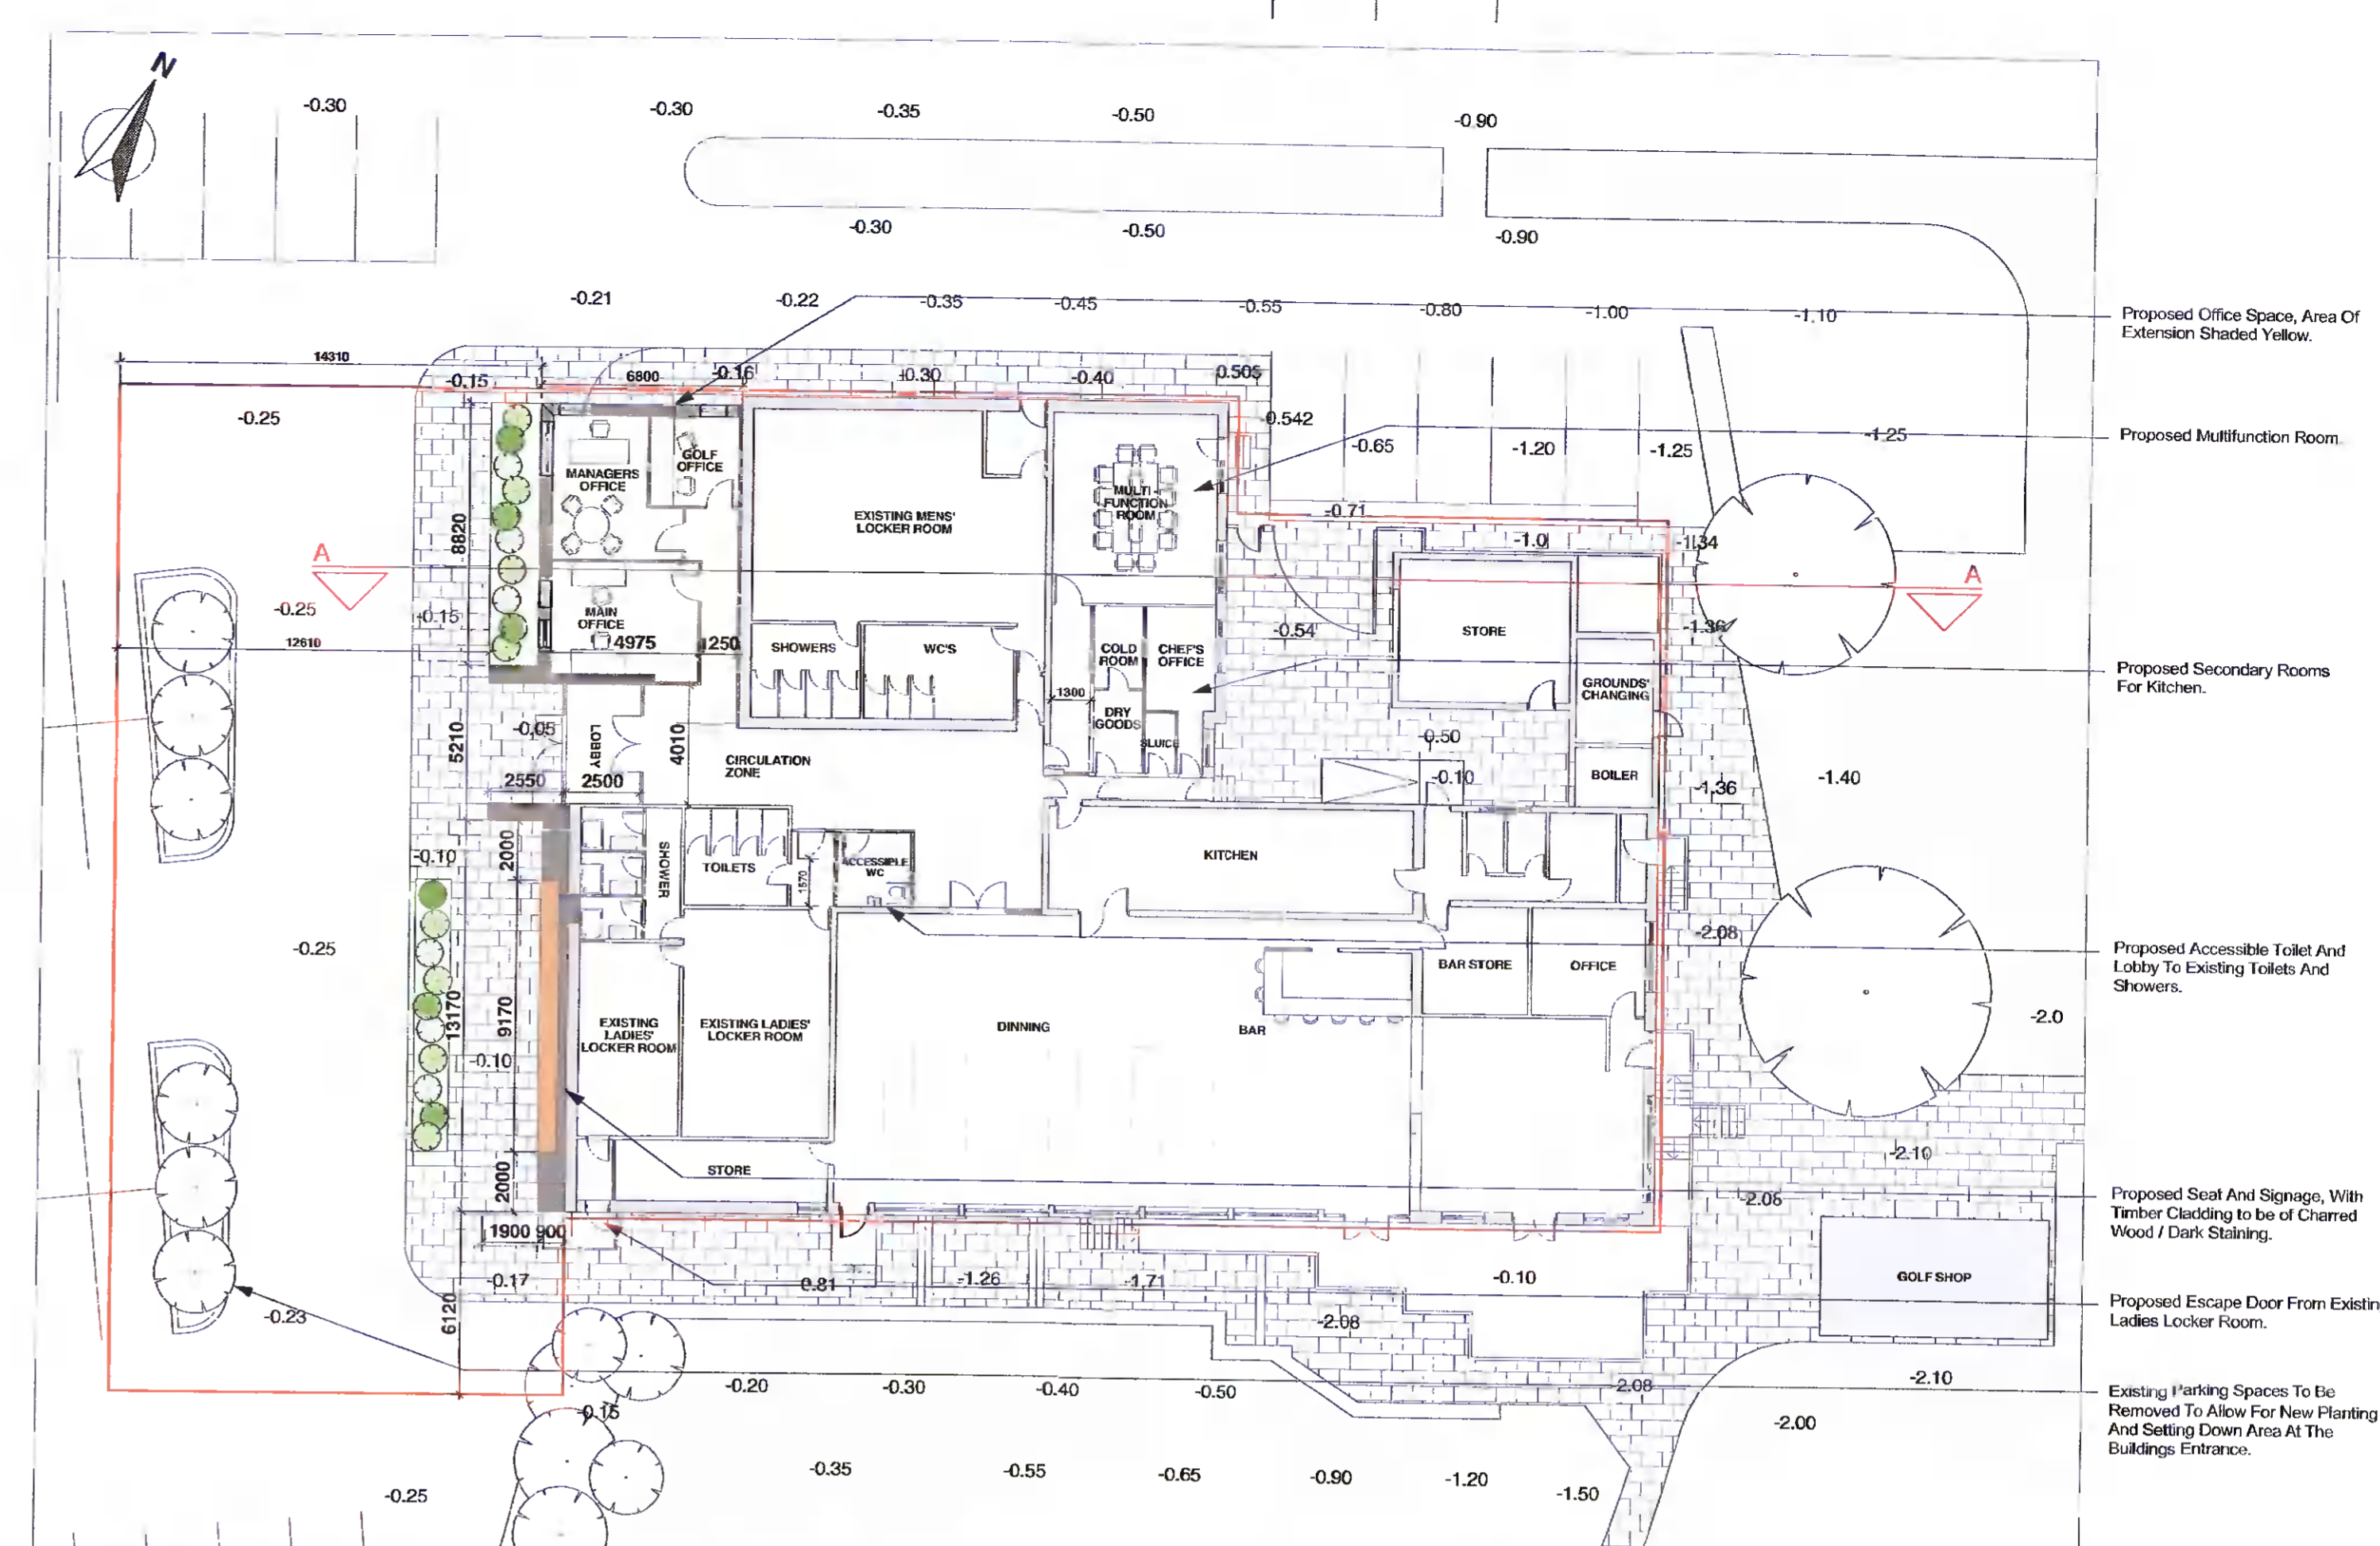 N
-0.30
-0.30
-0.35
-0.50
-0.90
-0.30
-0.50
-0.90
-0.21
-0.22
-0.35
-0.45
-0.55
-0.80
-1.00
-1.10
Proposed Office Space, Area Of
Extension Shaded Yellow.
14310
6800
-0.15
-0.16
-0.30
-0.40
0.505
-0.25
-0.542
-0.65
-1.20
-1.25
-1.25
Proposed Multifunction Room
MANAGERS
OFFICE
GOLF
OFFICE
EXISTING MENS'
LOCKER ROOM
MULTI-
FUNCTION
ROOM
-0.71
-1.0
-1.34
8820
A
A
-0.25
-0.15
12610
MAIN
OFFICE
4975
1250
SHOWERS
WC'S
COLD
ROOM
CHEF'S
OFFICE
-0.54
STORE
-1.36
GROUNDS'
CHANGING
Proposed Secondary Rooms
For Kitchen.
1300
DRY
GOODS
SLUICE
-0.05
LOBBY
5210
4010
2550
2500
CIRCULATION
ZONE
-0.50
-0.10
BOILER
-1.36
-1.40
2000
-0.10
SHOWER
TOILETS
1570
ACCESSIBLE
WC
KITCHEN
-2.08
Proposed Accessible Toilet And
Lobby To Existing Toilets And
Showers.
-0.25
BAR STORE
OFFICE
13170
9170
-0.10
EXISTING
LADIES'
LOCKER ROOM
EXISTING LADIES'
LOCKER ROOM
DINNING
BAR
-2.0
-2.10
STORE
2000
-2.06
Proposed Seat And Signage, With
Timber Cladding to be of Charred
Wood / Dark Staining.
1900 900
-0.17
0.81
-1.26
-1.71
-0.10
GOLF SHOP
6120
-0.23
-2.08
Proposed Escape Door From Existin
Ladies Locker Room.
-0.20
-0.30
-0.40
-0.50
2.08
-2.10
-0.15
-2.00
Existing Parking Spaces To Be
Removed To Allow For New Planting
And Setting Down Area At The
Buildings Entrance.
-0.25
-0.35
-0.55
-0.65
-0.90
-1.20
-1.50